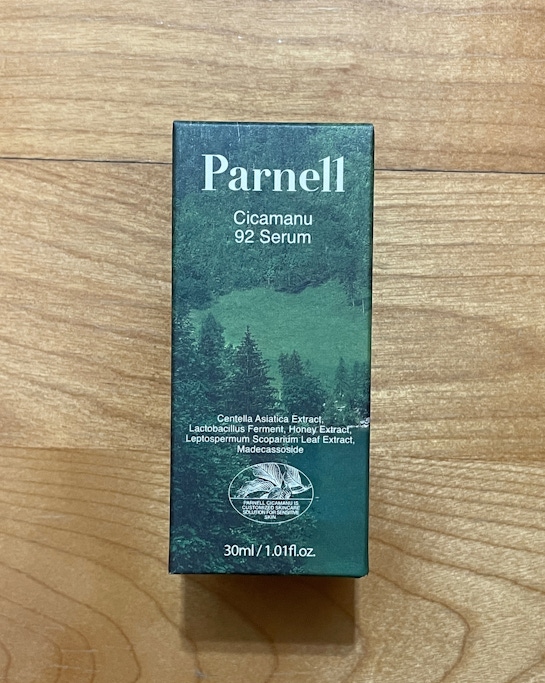 Parnell
Cicamanu
92 Serum
Centella Asiatica Extract,
Lactobacillus Ferment, Honey Extract,
Leptospermum Scoparium Leaf Extract,
Madecassoside
PARNELL CICAMANU IS
CUSTOMIZED SKINCARE
SOLUTION FOR SENSITIVE
SKIN
30ml / 1.01fl.oz.